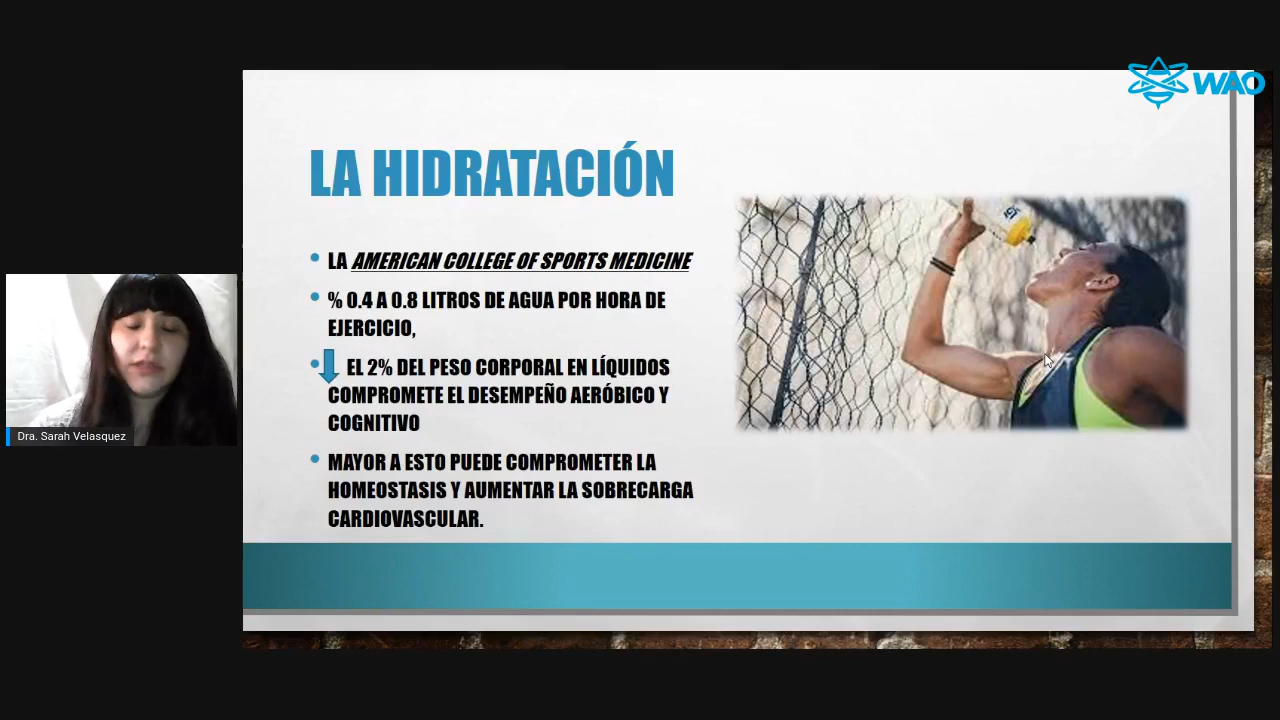 WAO
LA HIDRATACIÓN
LA AMERICAN COLLEGE OF SPORTS MEDICINE
% 0.4 A 0.8 LITROS DE AGUA POR HORA DE
EJERCICIO,
EL 2% DEL PESO CORPORAL EN LÍQUIDOS
COMPROMETE EL DESEMPEÑO AERÓBICO Y
COGNITIVO
MAYOR A ESTO PUEDE COMPROMETER LA
HOMEOSTASIS Y AUMENTAR LA SOBRECARGA
CARDIOVASCULAR.
Dra. Sarah Velasquez